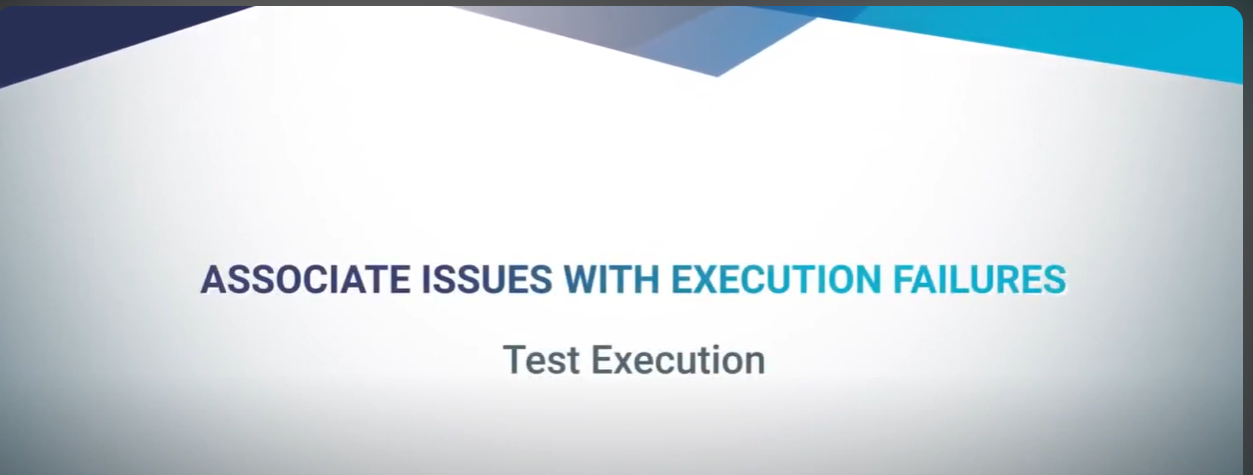 ASSOCIATE ISSUES WITH EXECUTION FAILURES
Test Execution